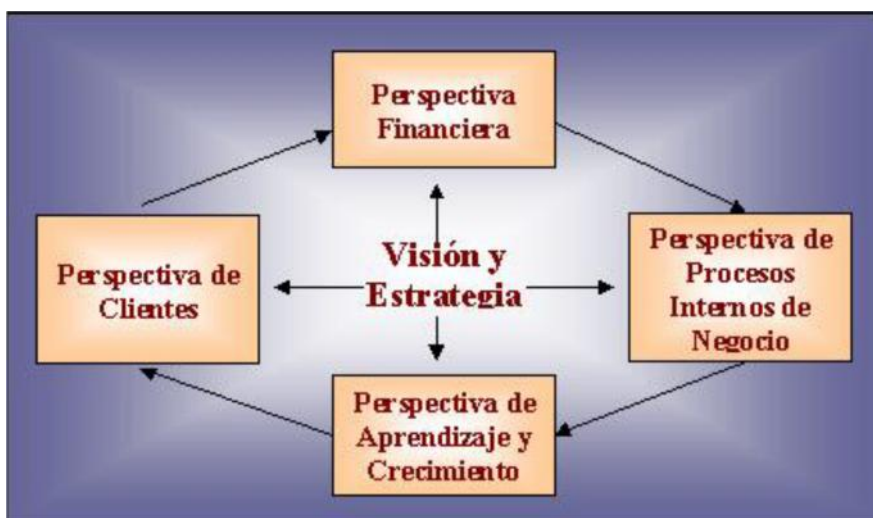 Perspectiva
Financiera
Perspectiva de
Clientes
Visión y
Estrategia
Perspectiva de
Procesos
Internos de
Negocio
Perspectiva de
Aprendizaje y
Crecimiento